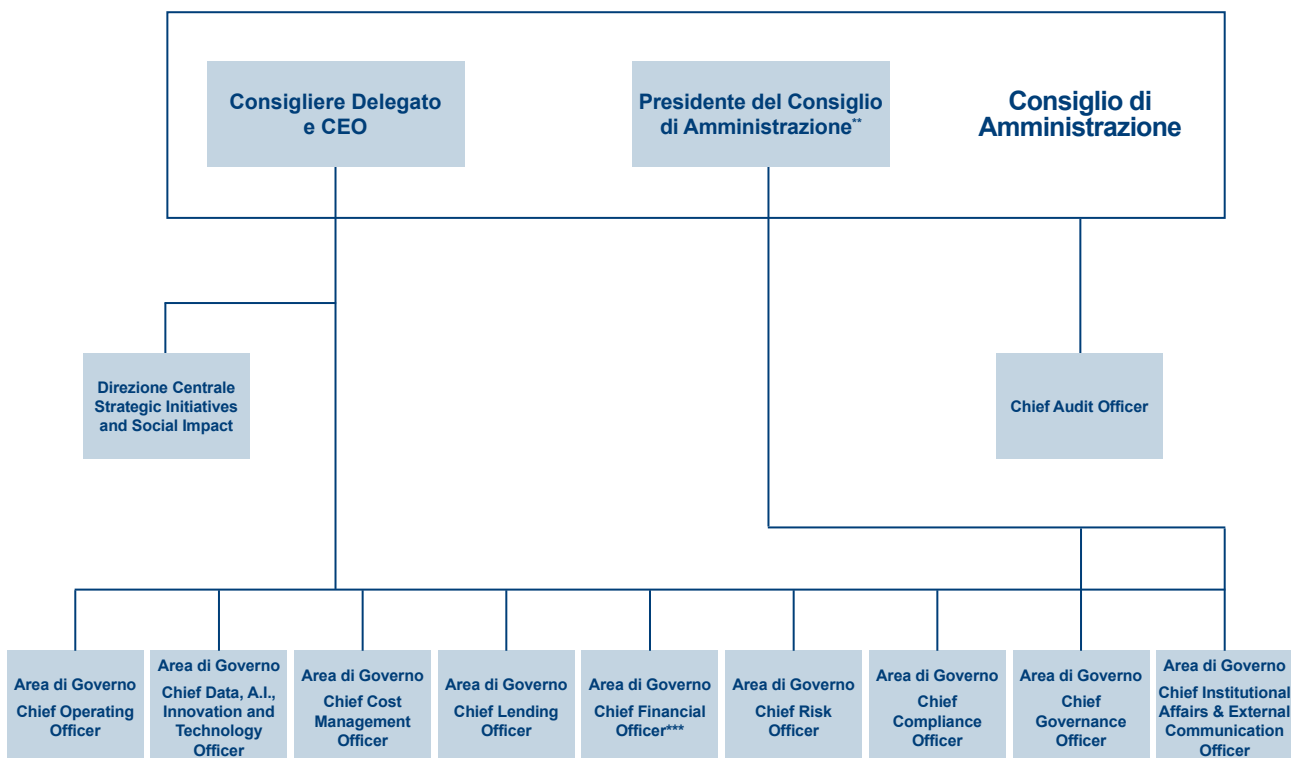 Consigliere Delegato
e CEO
Presidente del Consiglio
di Amministrazione**
Consiglio di
Amministrazione
Direzione Centrale
Strategic Initiatives
and Social Impact
Chief Audit Officer
Area di Governo
Chief Operating
Officer
Area di Governo
Chief Data, A.I.,
Innovation and
Technology
Officer
Area di Governo
Chief Cost
Management
Officer
Area di Governo
Chief Lending
Officer
Area di Governo
Chief Financial
Officer***
Area di Governo
Chief Risk
Officer
Area di Governo
Chief
Compliance
Officer
Area di Governo
Chief
Governance
Officer
Area di Governo
Chief Institutional
Affairs & External
Communication
Officer